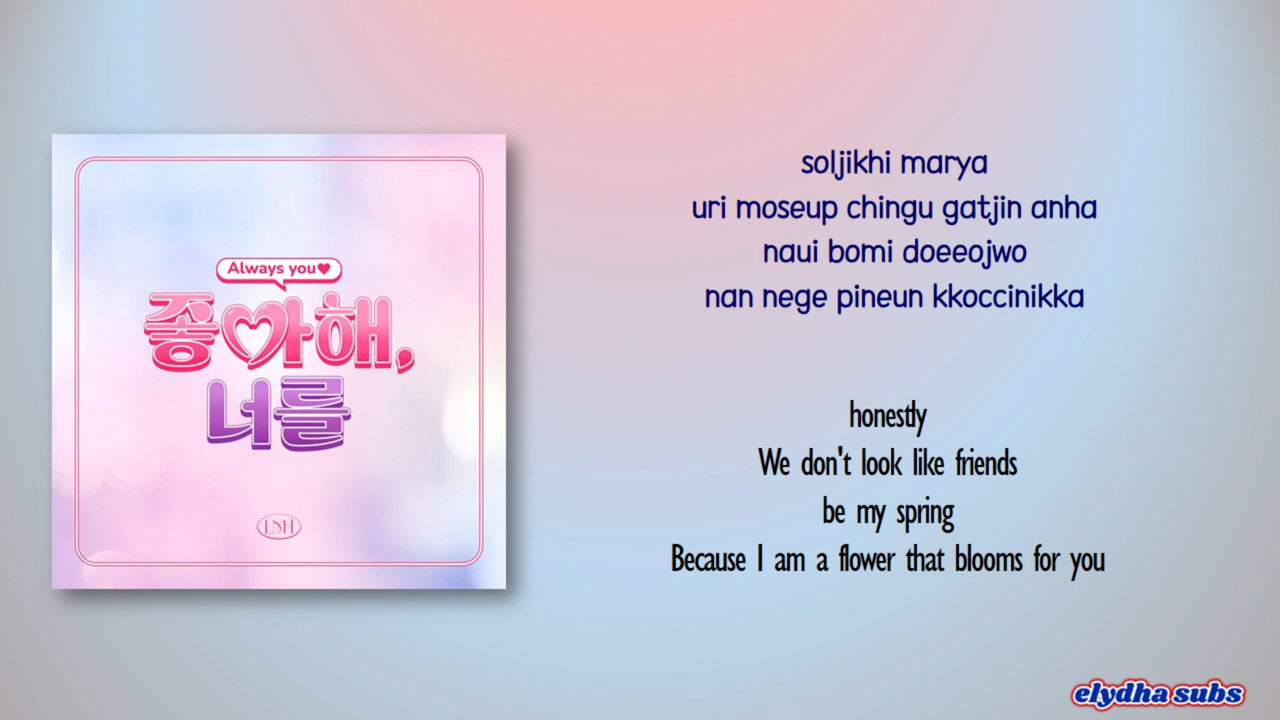 Always you♥
좋아해,
너를
LNH
soljikhi marya
uri moseup chingu gatjin anha
naui bomi doeeojwo
nan nege pineun kkoccinikka
honestly
We don't look like friends
be my spring
Because I am a flower that blooms for you
elydha subs